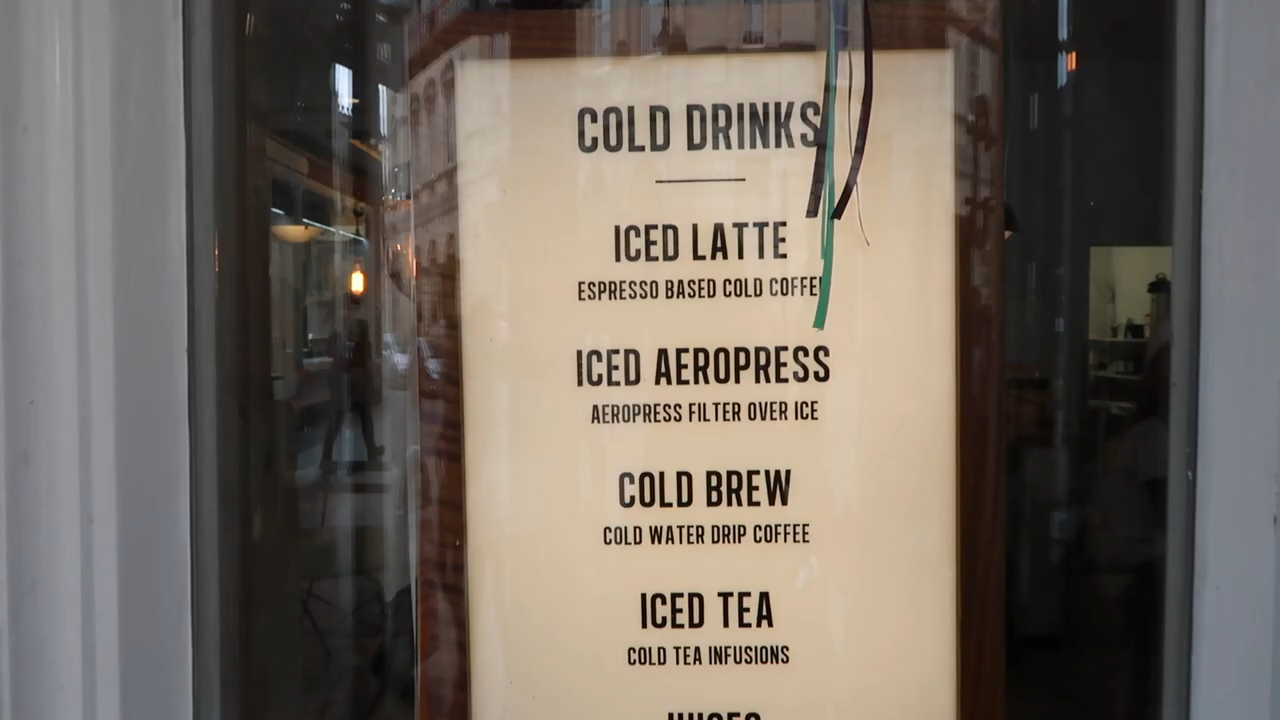 COLD DRINKS
ICED LATTE
ESPRESSO BASED COLD COFFEE
ICED AEROPRESS
AEROPRESS FILTER OVER ICE
COLD BREW
COLD WATER DRIP COFFEE
ICED TEA
COLD TEA INFUSIONS
JUICES